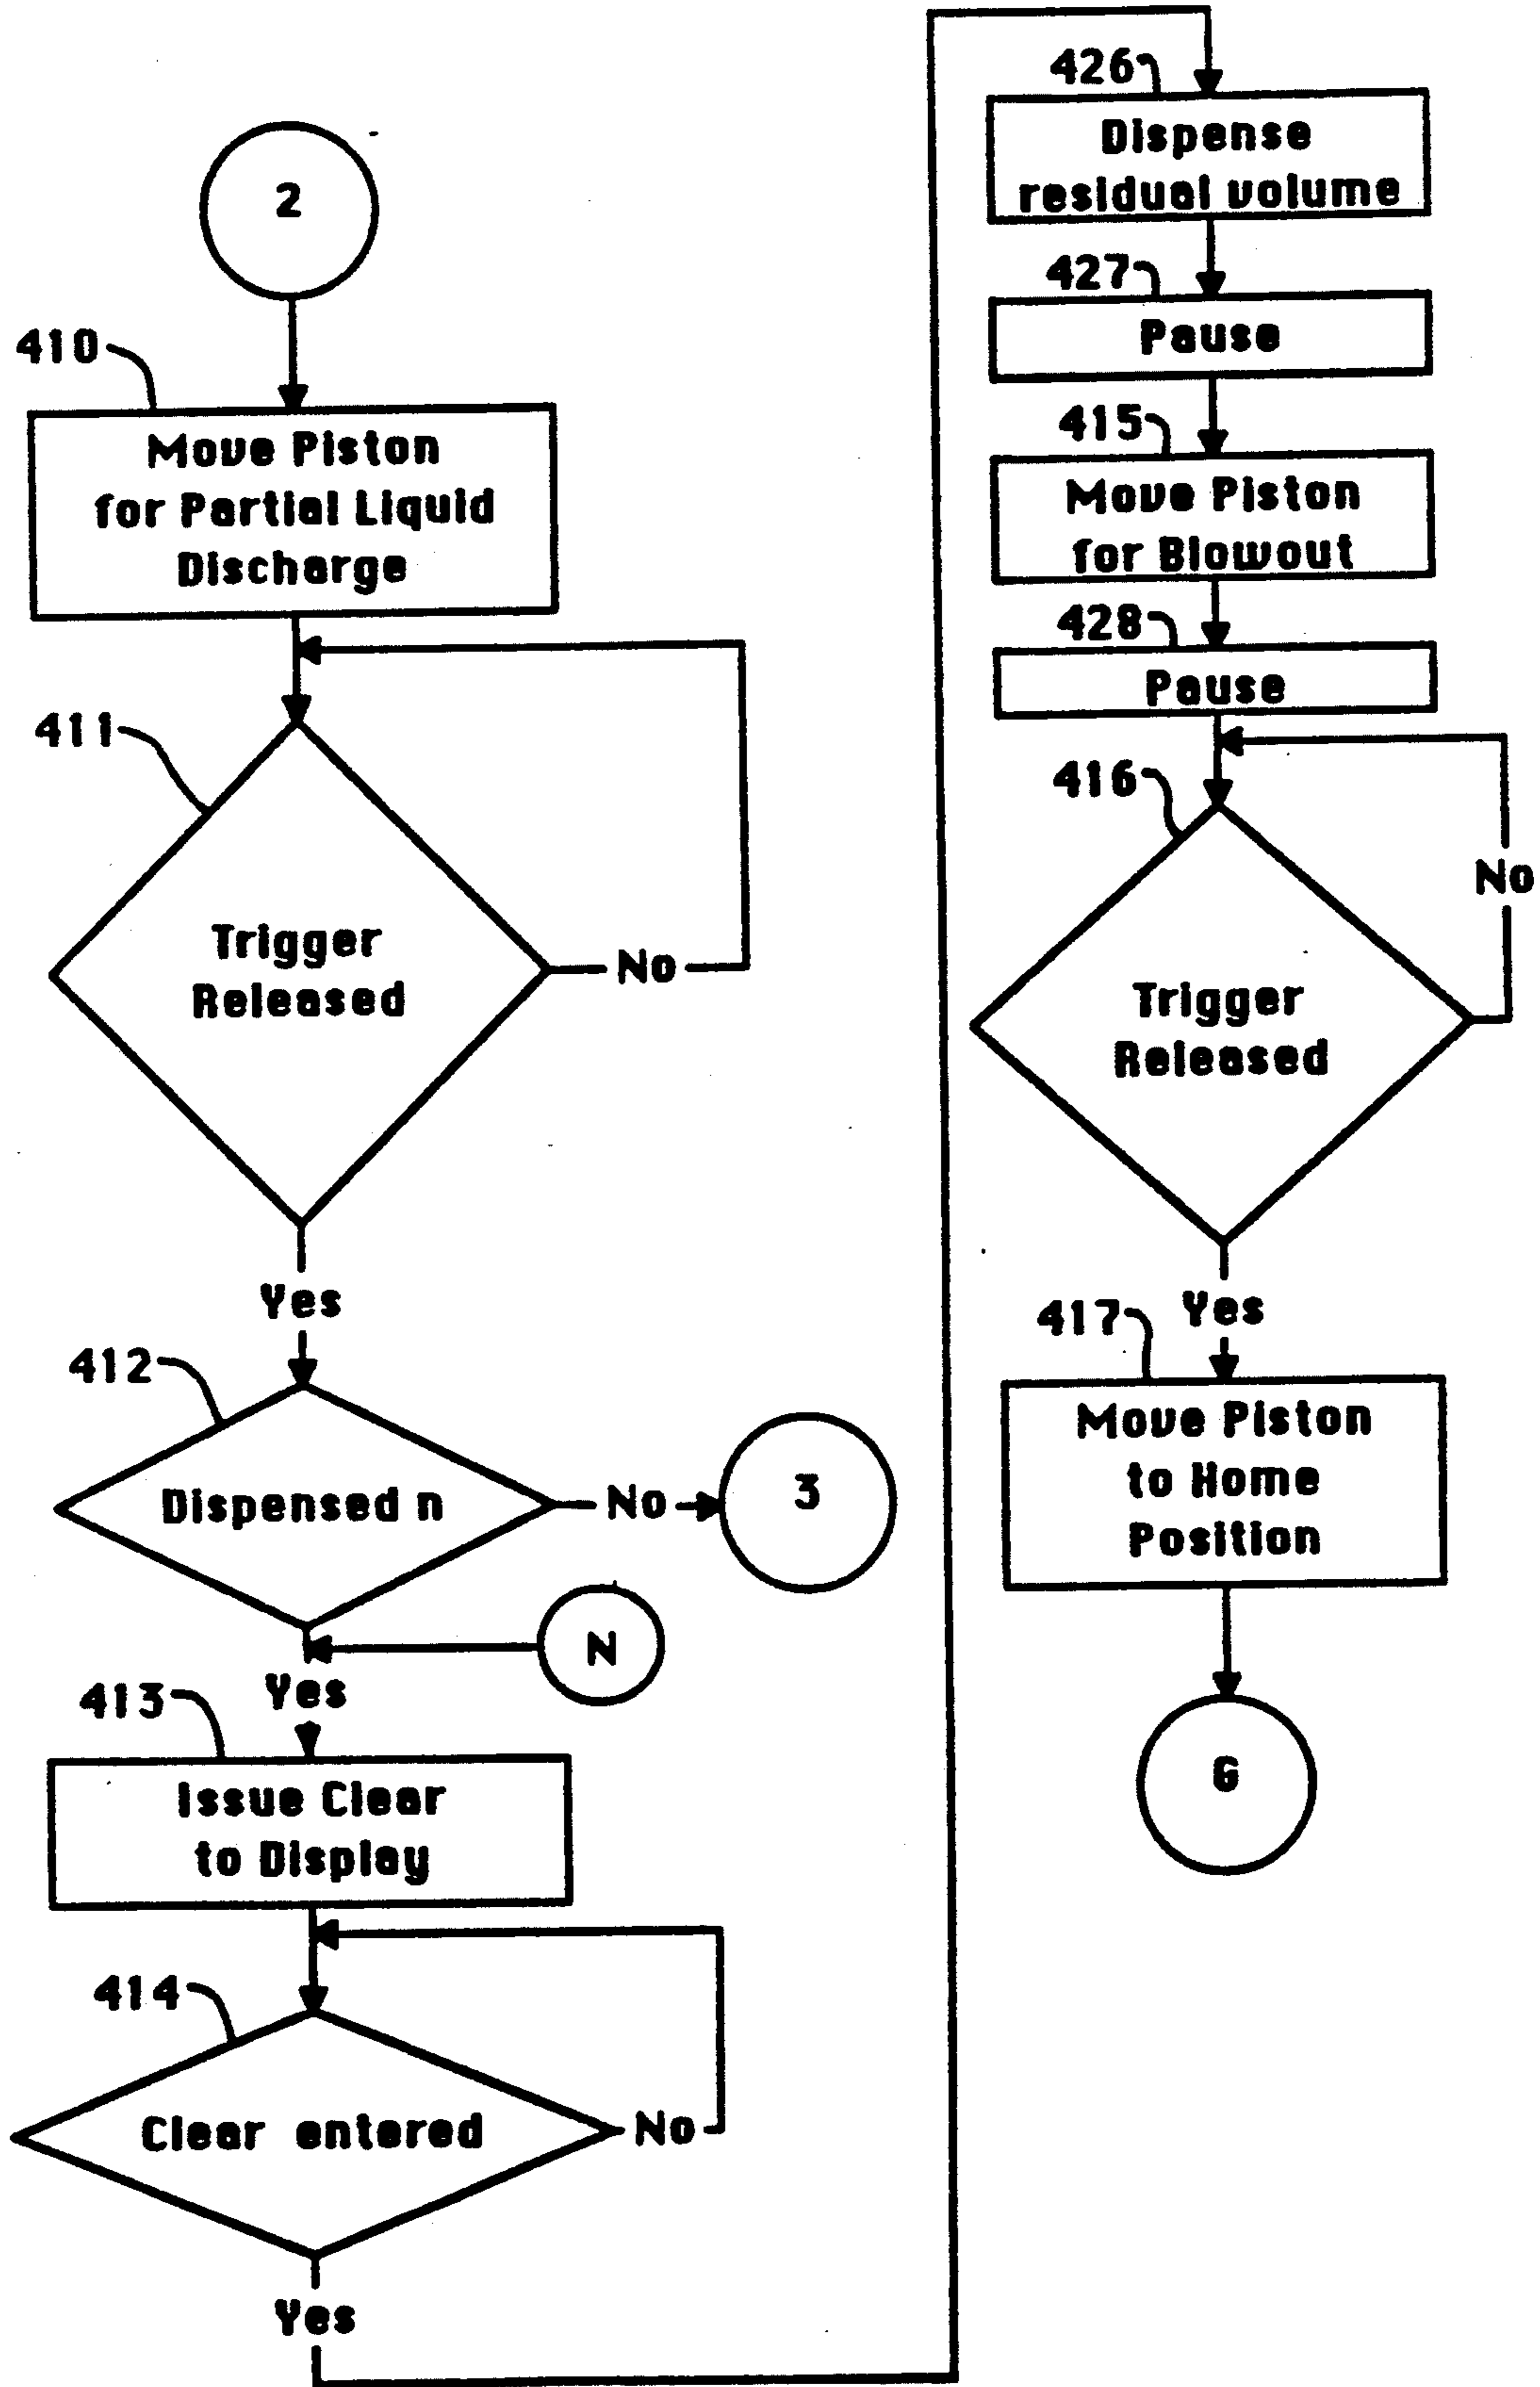 2
410
Move Piston
for Partial Liquid
Discharge
411
Trigger
Released
No
Yes
412
Dispensed n
No
3
N
Yes
413
Issue Clear
to Display
414
Clear entered
No
Yes
426
Dispense
residual volume
427
Pause
415
Move Piston
for Blowout
428
Pause
416
No
Trigger
Released
Yes
417
Move Piston
to Home
Position
G